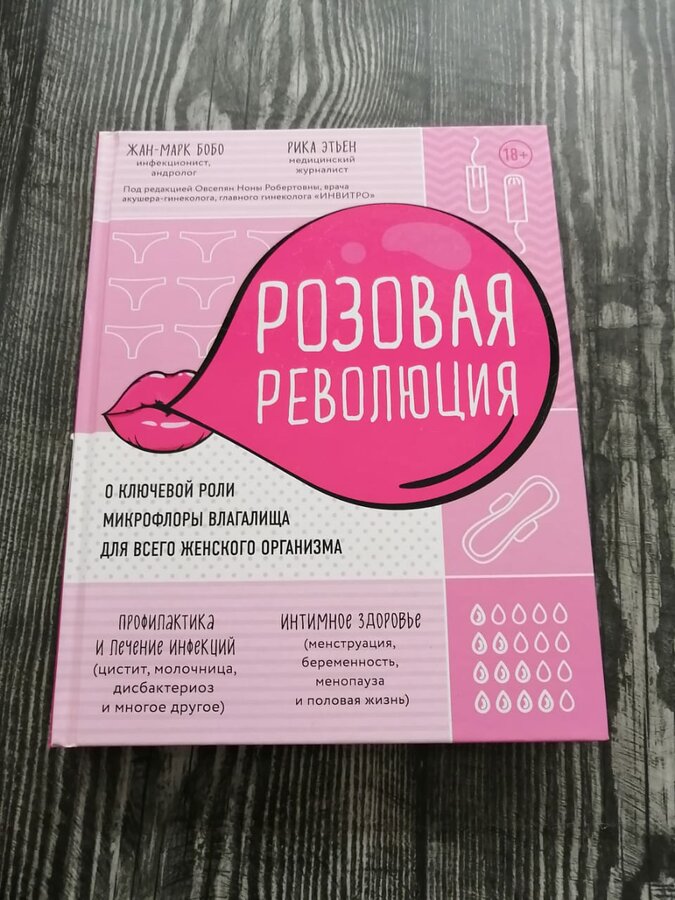 ЖАН-МАРК БОБО
инфекционист,
андролог
РИКА ЭТЬЕН
медицинский
журналист
18+
Под редакцией Овсепян Ноны Робертовны, врача
акушера-гинеколога, главного гинеколога «ИНВИТРО»
РОЗОВАЯ
РЕВОЛЮЦИЯ
О КЛЮЧЕВОЙ РОЛИ
МИКРОФЛОРЫ ВЛАГАЛИЩА
ДЛЯ ВСЕГО ЖЕНСКОГО ОРГАНИЗМА
ПРОФИЛАКТИКА
И ЛЕЧЕНИЕ ИНФЕКЦИЙ
(цистит, молочница,
дисбактериоз
и многое другое)
ИНТИМНОЕ ЗДОРОВЬЕ
(менструация,
беременность,
менопауза
и половая жизнь)